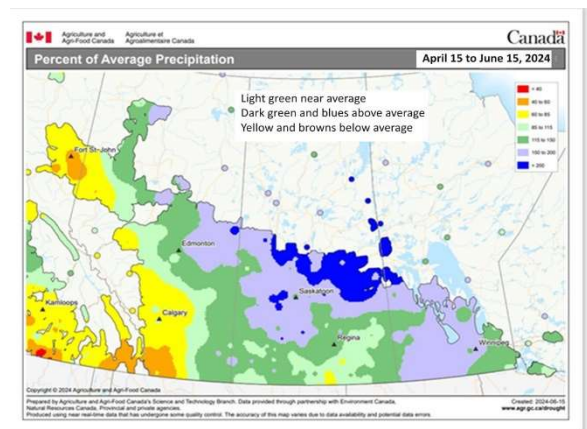 Agriculture and Agriculture et
Agri-Food Canada Agroalimentaire Canada
Canada
Percent of Average Precipitation
April 15 to June 15, 2024
Light green near average
Dark green and blues above average
Yellow and browns below average
< 40
40 to 60
60 to 85
85 to 115
115 to 150
150 to 200
> 200
Fort St-John
Edmonton
Saskatoon
Kamloops
Calgary
Regina
Winnipeg
Copyright © 2024 Agriculture and Agri-Food Canada
Prepared by Agriculture and Agri-Food Canada's Science and Technology Branch. Data provided through partnership with Environment Canada,
Natural Resources Canada, Provincial and private agencies.
Produced using near real-time data that has undergone some quality control. The accuracy of this map varies due to data availability and potential data errors.
Created: 2024-06-15
www.agr.gc.ca/drought